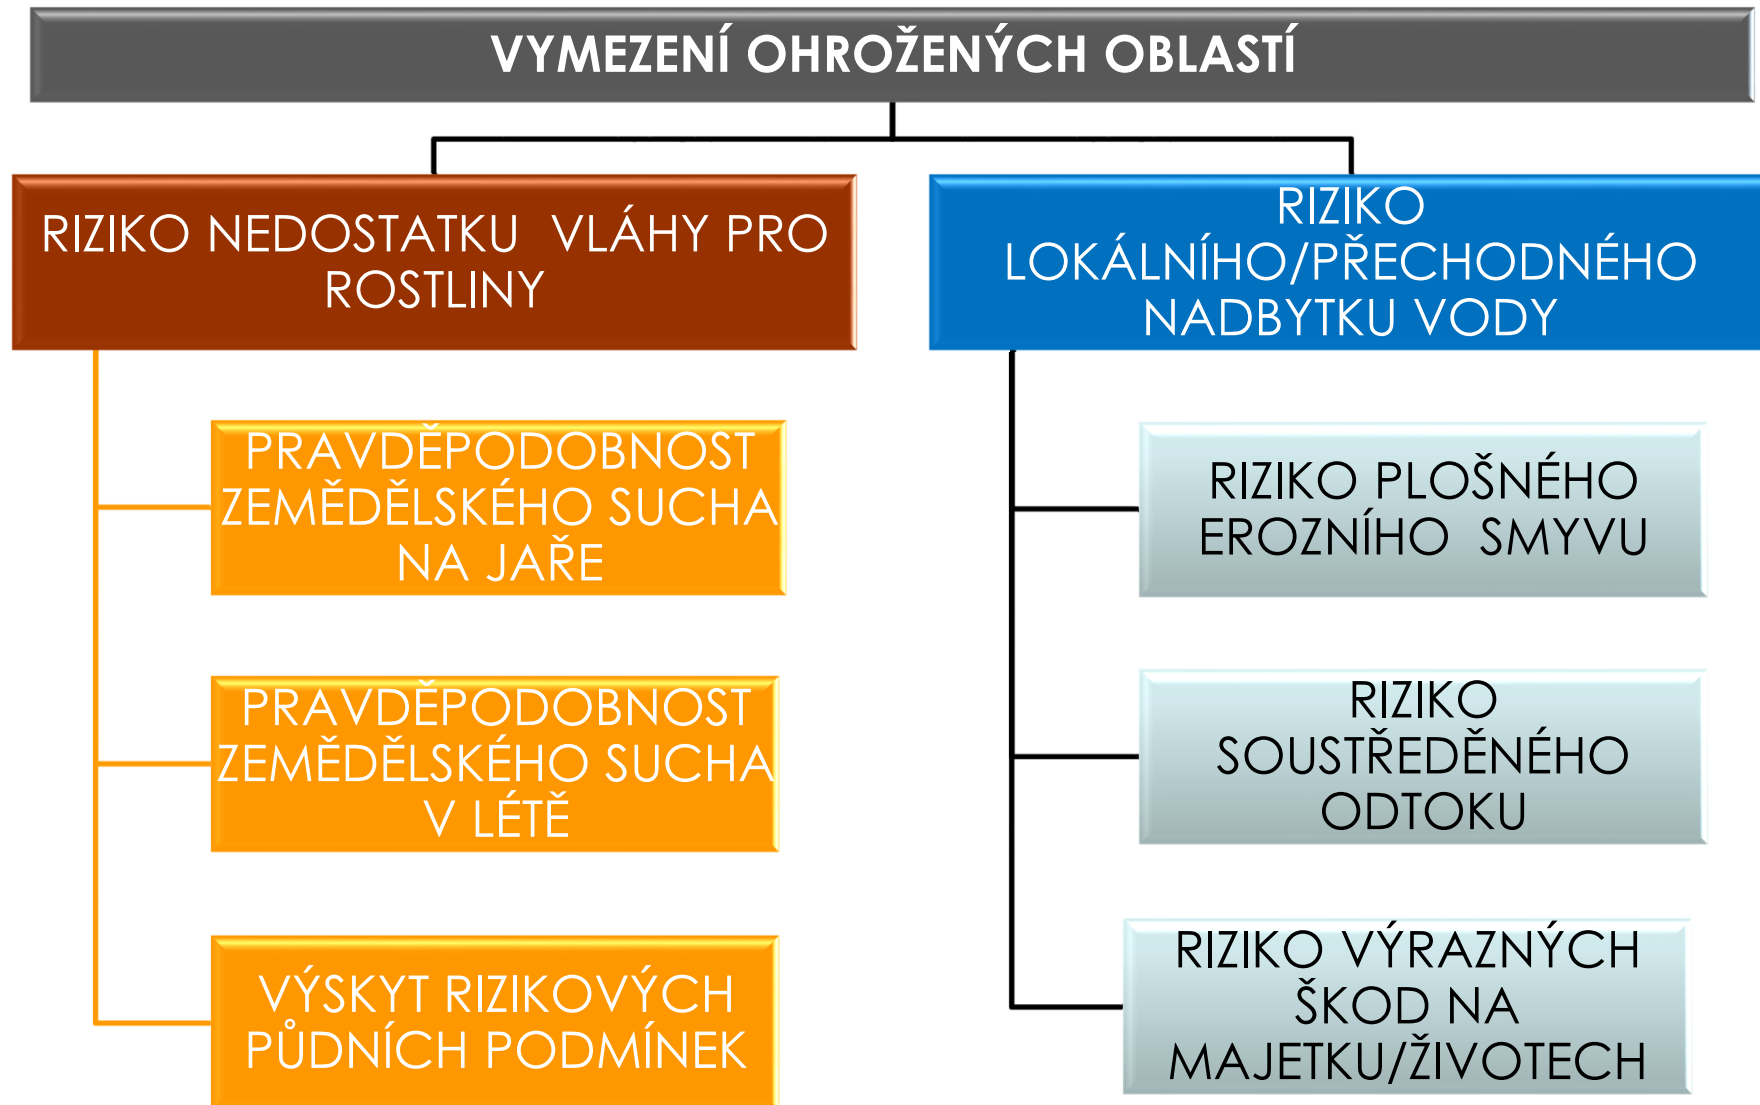 VYMEZENÍ OHROŽENÝCH OBLASTÍ
RIZIKO NEDOSTATKU VLÁHY PRO
ROSTLINY
PRAVDĚPODOBNOST
ZEMĚDĚLSKÉHO SUCHA
NA JAŘE
PRAVDĚPODOBNOST
ZEMĚDĚLSKÉHO SUCHA
V LÉTĚ
VÝSKYT RIZIKOVÝCH
PŮDNÍCH PODMÍNEK
RIZIKO
LOKÁLNÍHO/PŘECHODNÉHO
NADBYTKU VODY
RIZIKO PLOŠNÉHO
EROZNÍHO SMYVU
RIZIKO
SOUSTŘEDĚNÉHO
ODTOKU
RIZIKO VÝRAZNÝCH
ŠKOD NA
MAJETKU/ŽIVOTECH